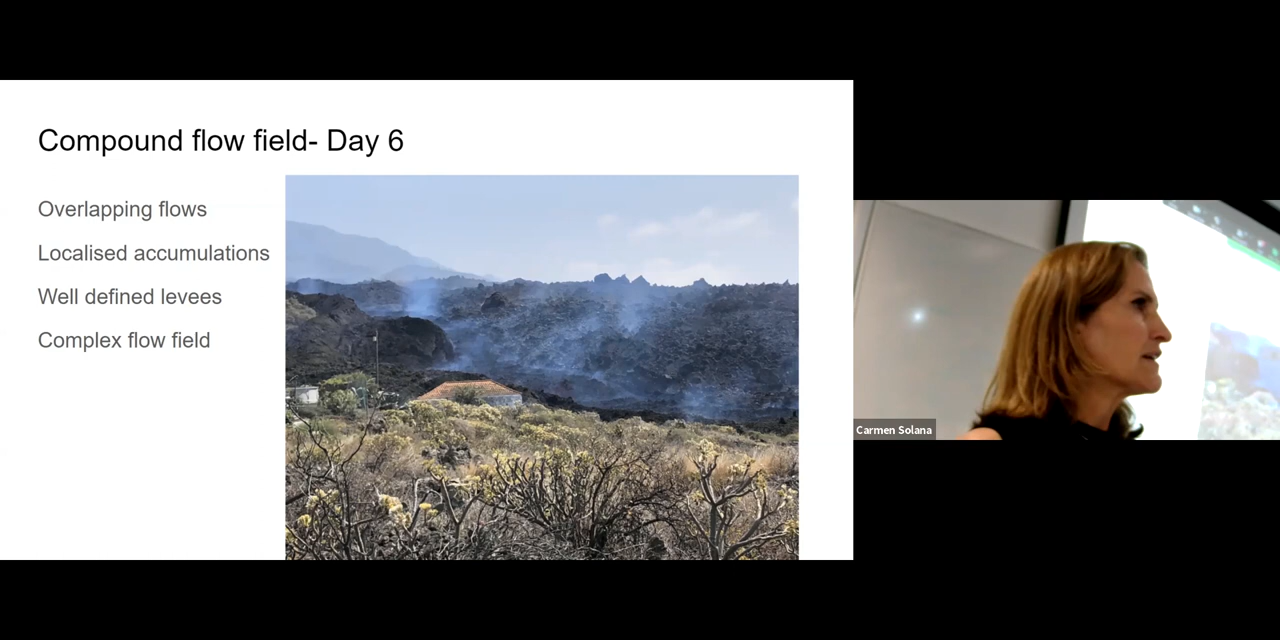 Compound flow field- Day 6
Overlapping flows
Localised accumulations
Well defined levees
Complex flow field
Carmen Solana